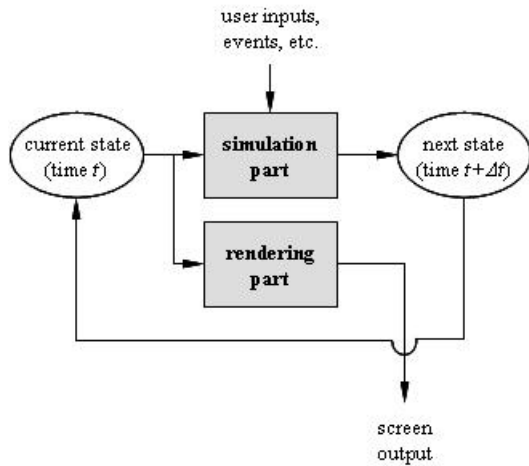 user inputs,
events, etc.
current state
(time t)
simulation
part
next state
(time t+Δt)
rendering
part
screen
output